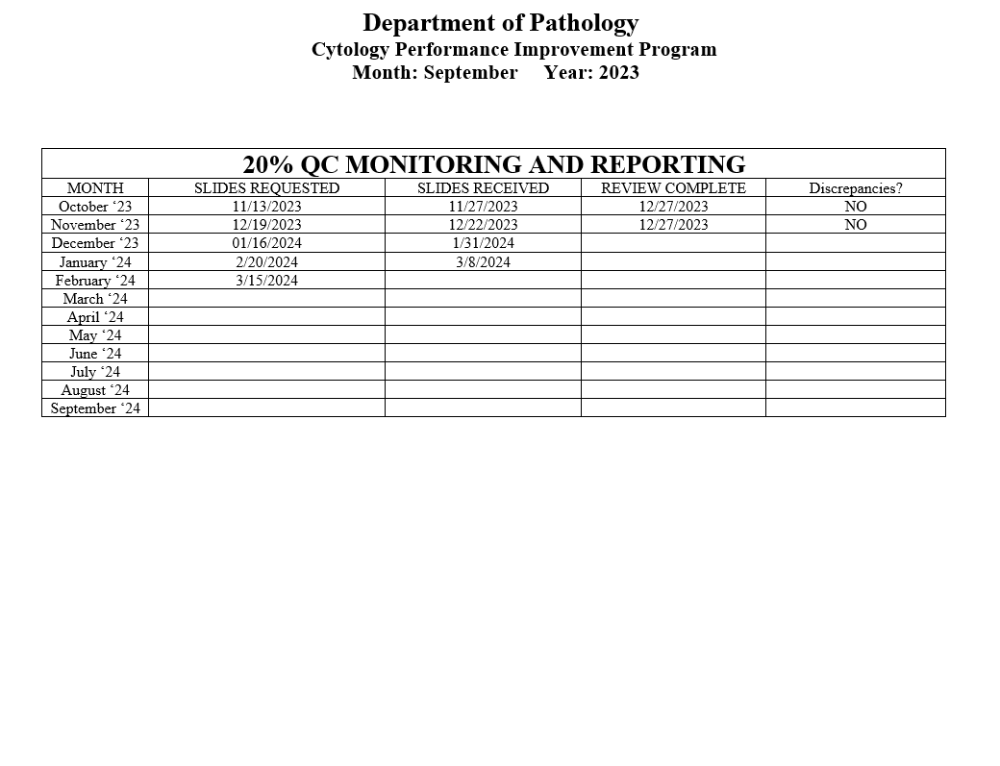 Department of Pathology
Cytology Performance Improvement Program
Month: September Year: 2023
20% QC MONITORING AND REPORTING
MONTH SLIDES REQUESTED SLIDES RECEIVED REVIEW COMPLETE Discrepancies?
October ‘23 11/13/2023 11/27/2023 12/27/2023 NO
November ‘23 12/19/2023 12/22/2023 12/27/2023 NO
December ‘23 01/16/2024 1/31/2024
January ‘24 2/20/2024 3/8/2024
February ‘24 3/15/2024
March ‘24
April ‘24
May ‘24
June ‘24
July ‘24
August ‘24
September ‘24